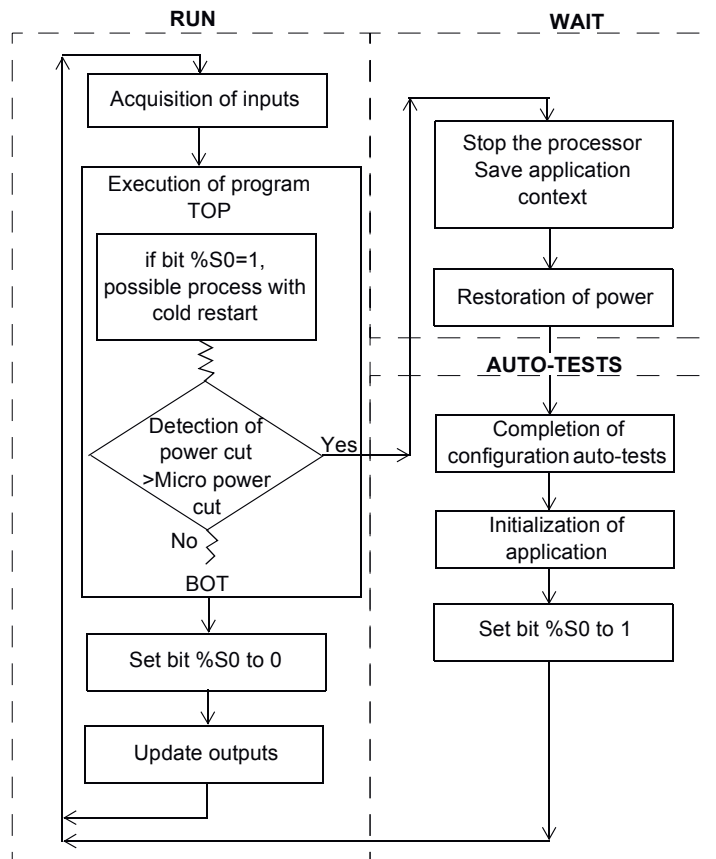 RUN
WAIT
Acquisition of inputs
Execution of program
TOP
if bit %S0=1,
possible process with
cold restart
Detection of
power cut
>Micro power
cut
Yes
No
BOT
Set bit %S0 to 0
Update outputs
Stop the processor
Save application
context
Restoration of power
AUTO-TESTS
Completion of
configuration auto-tests
Initialization of
application
Set bit %S0 to 1